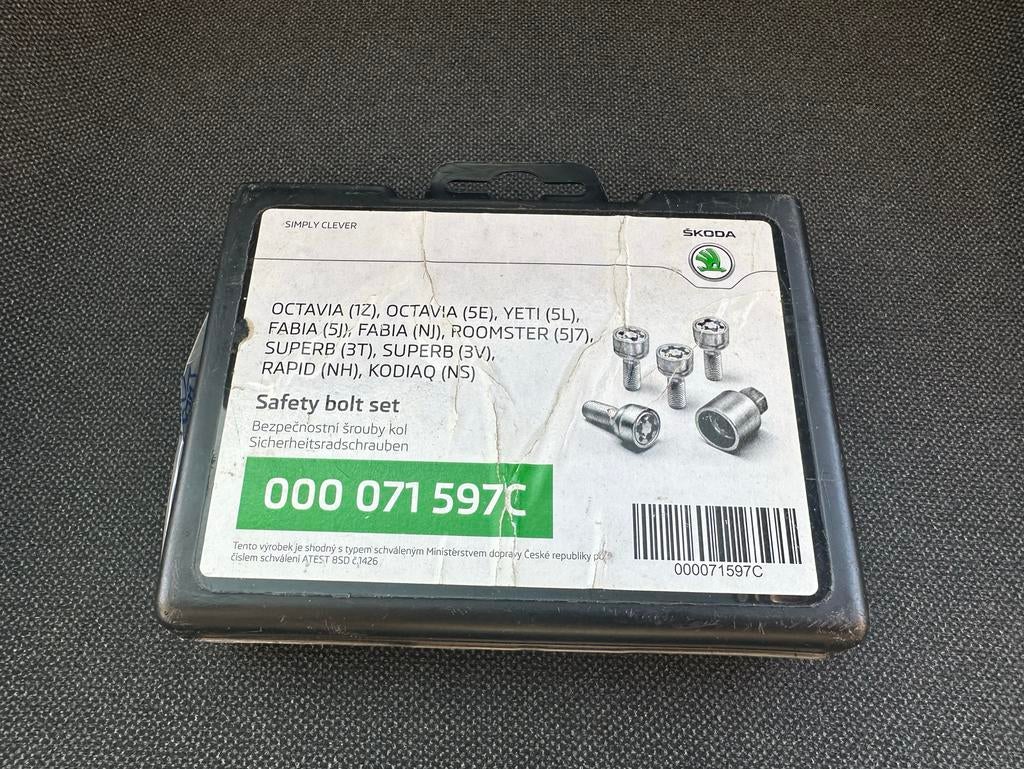 SIMPLY CLEVER
ŠKODA
OCTAVIA (1Z), OCTAVIA (5E), YETI (5L),
FABIA (5J), FABIA (NJ), ROOMSTER (5J7),
SUPERB (3T), SUPERB (3V),
RAPID (NH), KODIAQ (NS)
Safety bolt set
Bezpečnostní šrouby kol
Sicherheitsradschrauben
000 071 597C
Tento výrobek je shodný s typem schváleným Ministerstvem dopravy České republiky
číslem schválení ATEST 8SD č.1426
000071597C